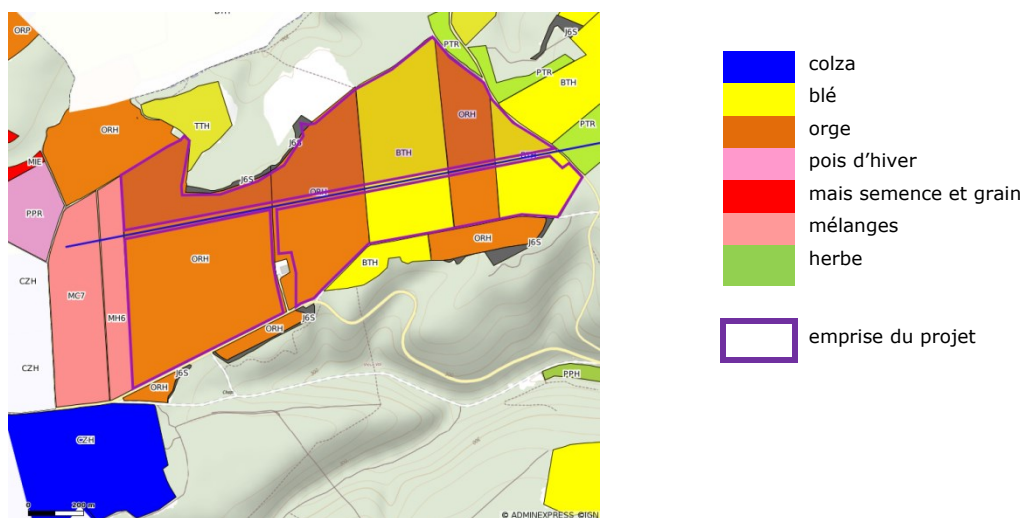 ORP
BTH
PTR
J6S
PTR
BTH
ORH
TTH
ORH
PTR
J6S
MIE
BTH
J6S
PPR
ORH
ORH
CZH
BTH
ORH
J6S
MC7
MH6
J6S
ORH
CZH
J6S
ORH
PPH
CZH
0
200 m
© ADMINEXPRESS ©IGN
colza
blé
orge
pois d'hiver
mais semence et grain
mélanges
herbe
emprise du projet